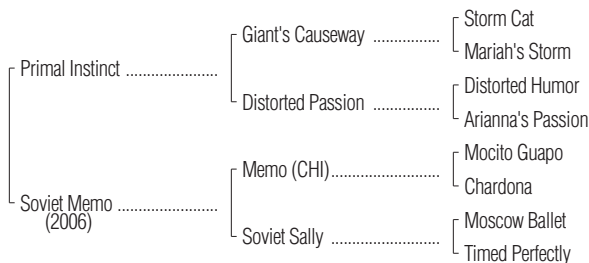 Storm Cat
Giant's Causeway ................
Mariah's Storm
Primal Instinct ......................
Distorted Humor
Distorted Passion ................
Arianna's Passion
Mocito Guapo
Memo (CHI)..........................
Chardona
Soviet Memo ........................
(2006)
Moscow Ballet
Soviet Sally ..........................
Timed Perfectly